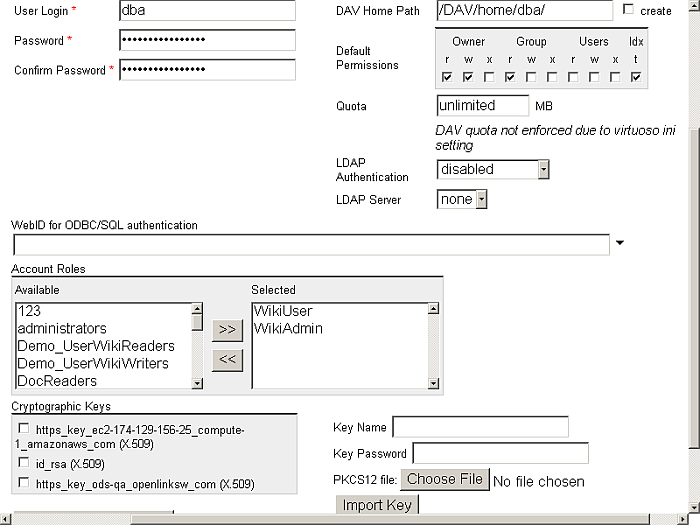 User Login * dba
Password * ••••••••••••••••
Confirm Password * ••••••••••••••••
DAV Home Path /DAV/home/dba/ create
Default
Permissions
Owner Group Users Idx
r w x r w x r w x t
Quota unlimited MB
DAV quota not enforced due to virtuoso ini
setting
LDAP
Authentication
disabled
LDAP Server none
WebID for ODBC/SQL authentication
Account Roles
Available
123
administrators
Demo_UserWikiReaders
Demo_UserWikiWriters
DocReaders
>>
<<
Selected
WikiUser
WikiAdmin
Cryptographic Keys
https_key_ec2-174-129-156-25_compute-
1_amazonaws_com (X.509)
id_rsa (X.509)
https_key_ods-qa_openlinksw_com (X.509)
Key Name
Key Password
PKCS12 file: Choose File No file chosen
Import Key